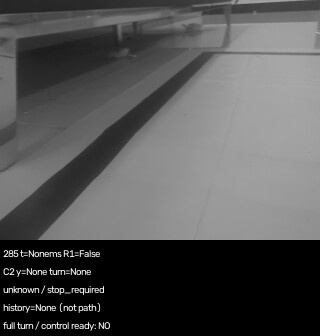 285 t=Nonems R1=False
C2 y=None turn=None
unknown / stop_required
history=None (not path)
full turn / control ready: NO